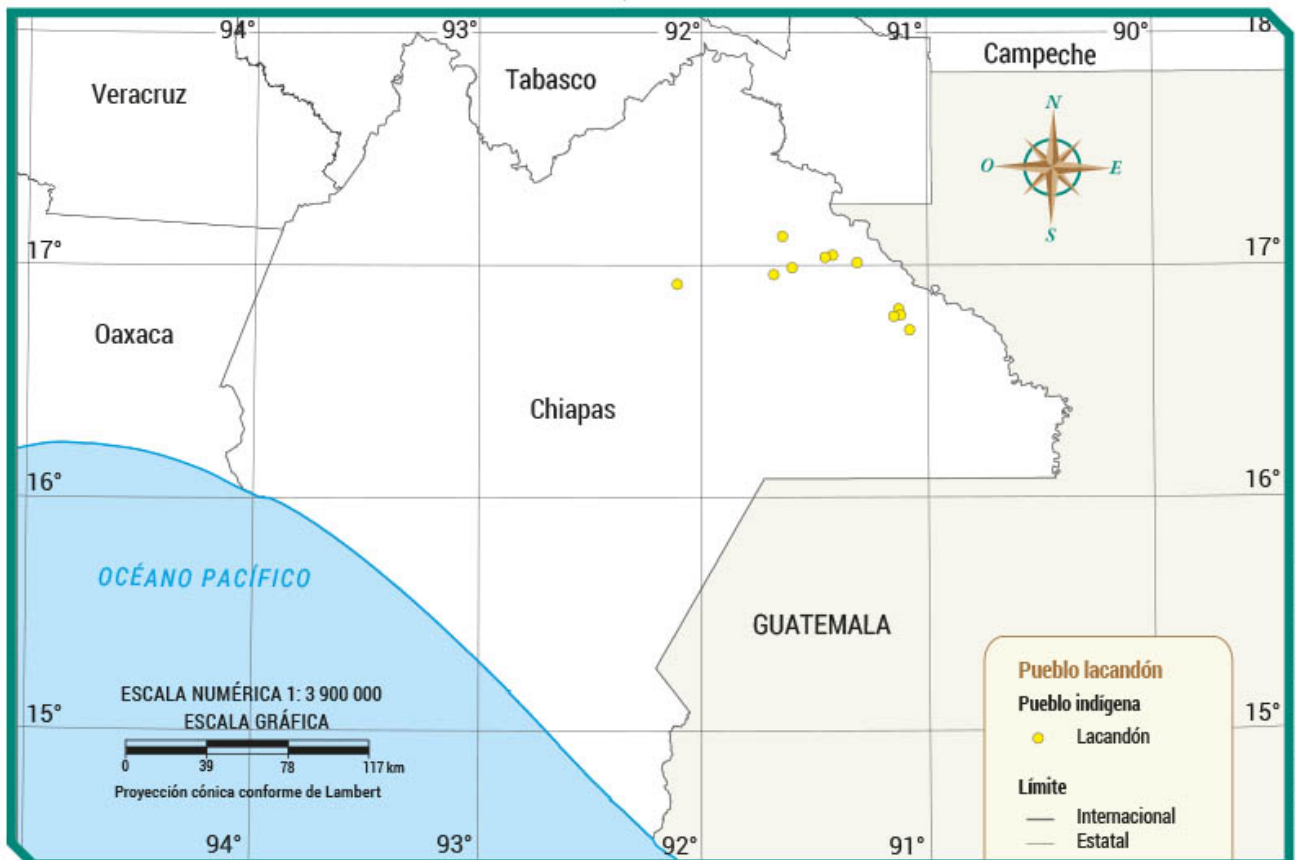 94°
93°
92°
91°
90°
18
Campeche
Veracruz
Tabasco
N
O
E
S
17°
17°
Oaxaca
Chiapas
16°
16°
OCÉANO PACÍFICO
GUATEMALA
ESCALA NUMÉRICA 1: 3 900 000
ESCALA GRÁFICA
0 39 78 117 km
Proyección cónica conforme de Lambert
15°
15°
Pueblo lacandón
Pueblo indígena
Lacandón
Límite
Internacional
Estatal
94°
93°
92°
91°